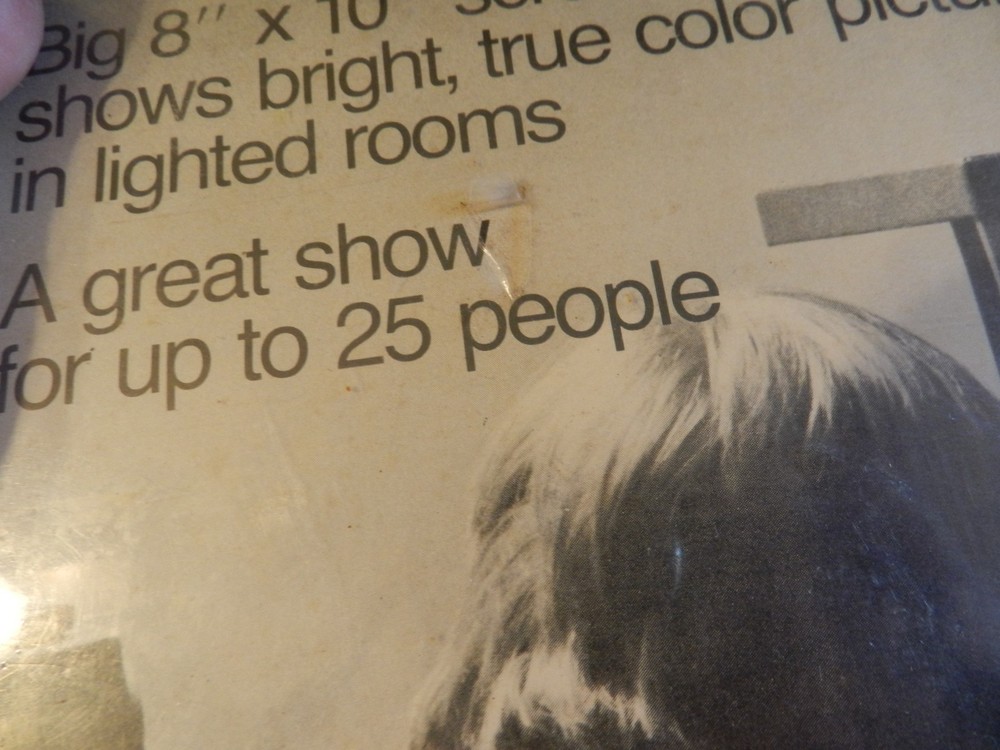 Big 8" x 10"
shows bright, true color
in lighted rooms
A great show
for up to 25 people